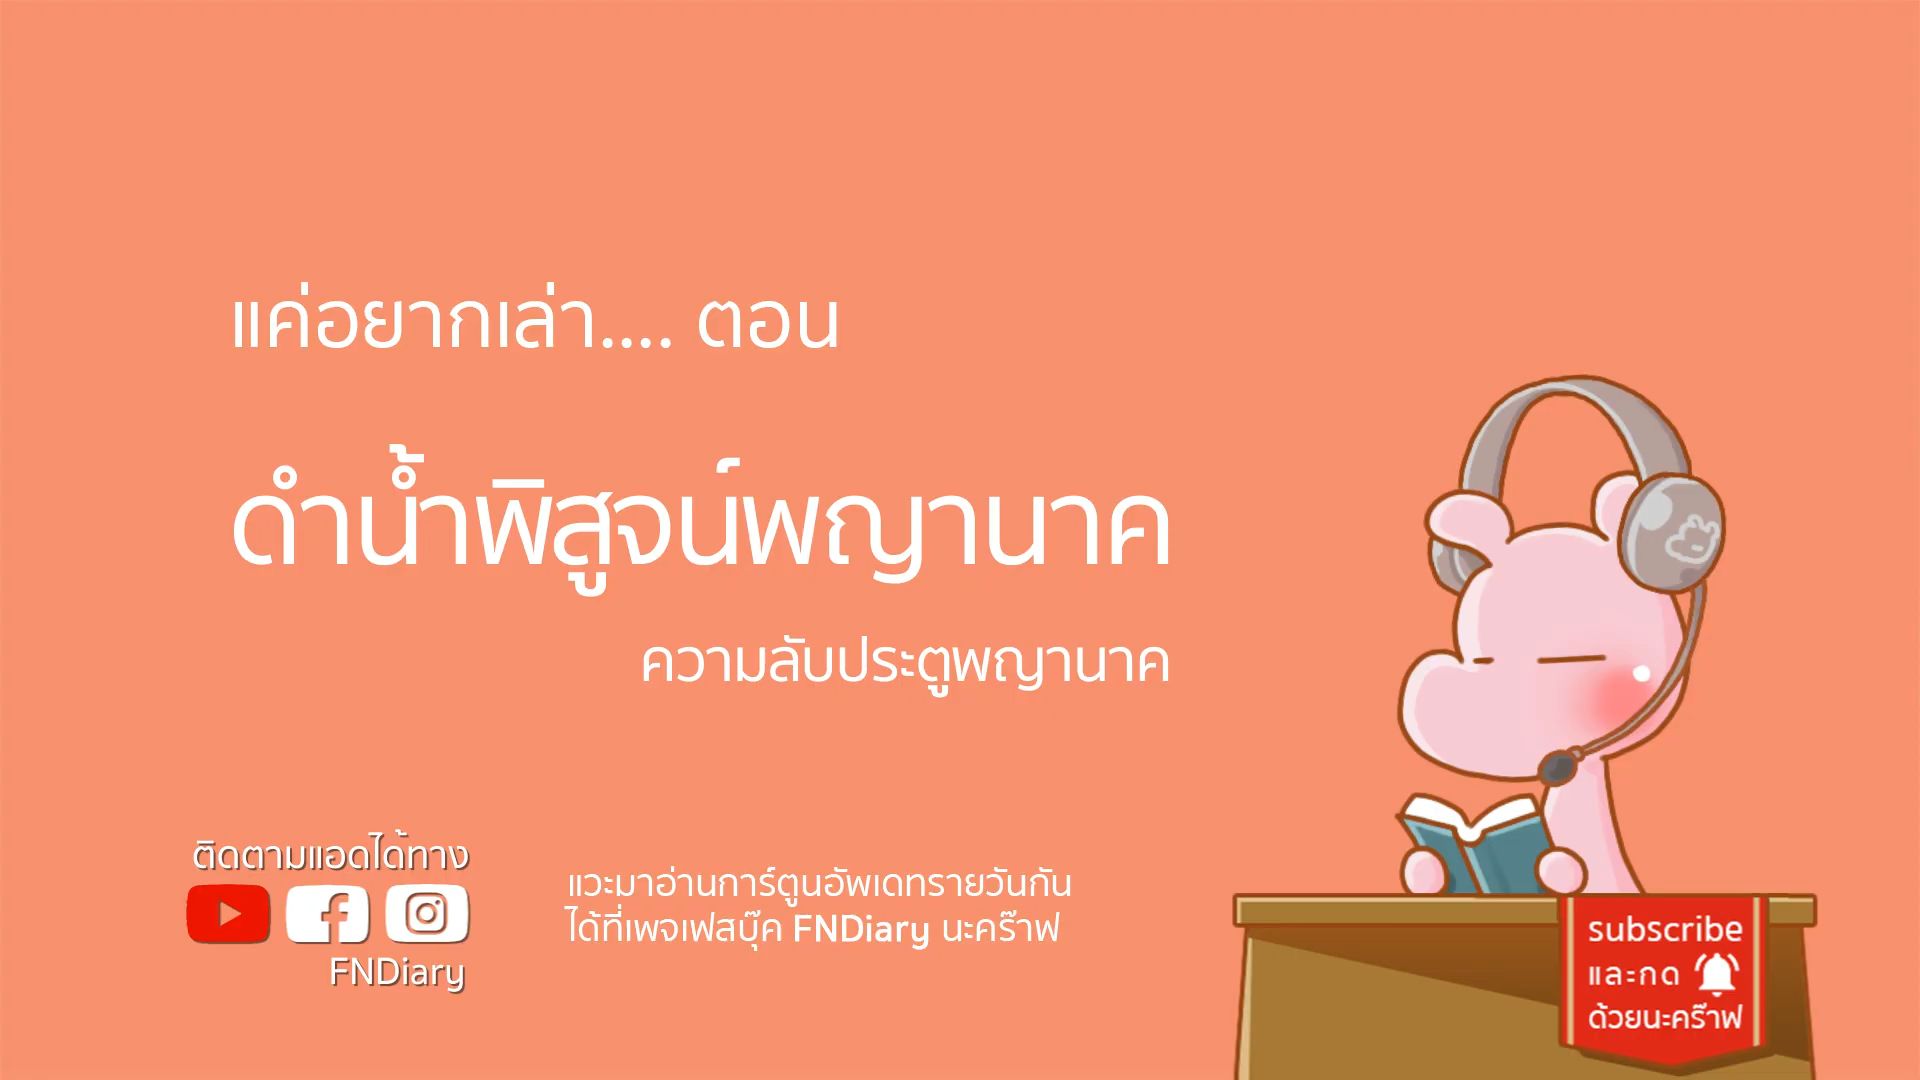 แค่อยากเล่า.... ตอน
ดำน้ำพิสูจน์พญานาค
ความลับประตูพญานาค
ติดตามแอดได้ทาง
FNDiary
แวะมาอ่านการ์ตูนอัพเดทรายวันกัน
ได้ที่เพจเฟสบุ๊ค FNDiary นะคร๊าฟ
subscribe
และกด
ด้วยนะคร๊าฟ